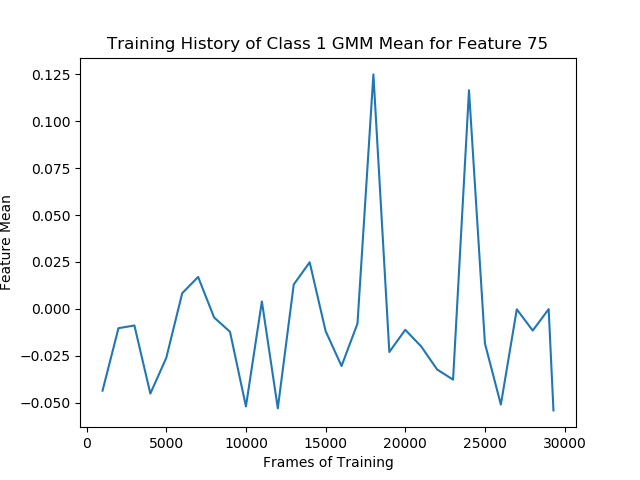 Training History of Class 1 GMM Mean for Feature 75
0.125
0.100
0.075
0.050
0.025
0.000
−0.025
−0.050
Feature Mean
0 5000 10000 15000 20000 25000 30000
Frames of Training